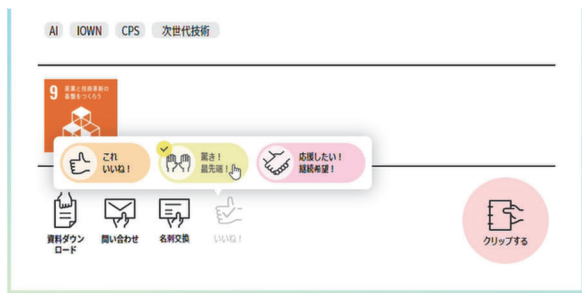 AI IOWN CPS 次世代技術
9 産業と技術革新の
基盤をつくろう
これ
いいね！
驚き！
最先端！
応援したい！
継続希望！
資料ダウン
ロード
問い合わせ
名刺交換
いいね！
クリップする